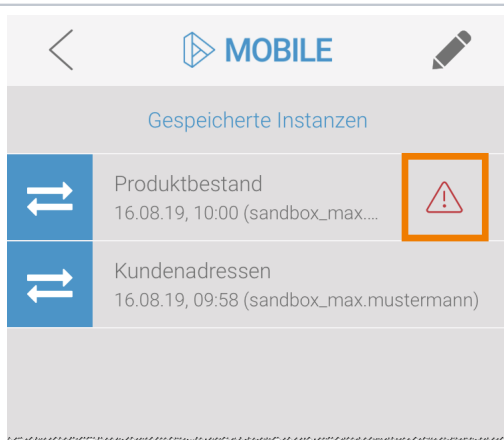 MOBILE
Gespeicherte Instanzen
Produktbestand
16.08.19, 10:00 (sandbox_max....
Kundenadressen
16.08.19, 09:58 (sandbox_max.mustermann)